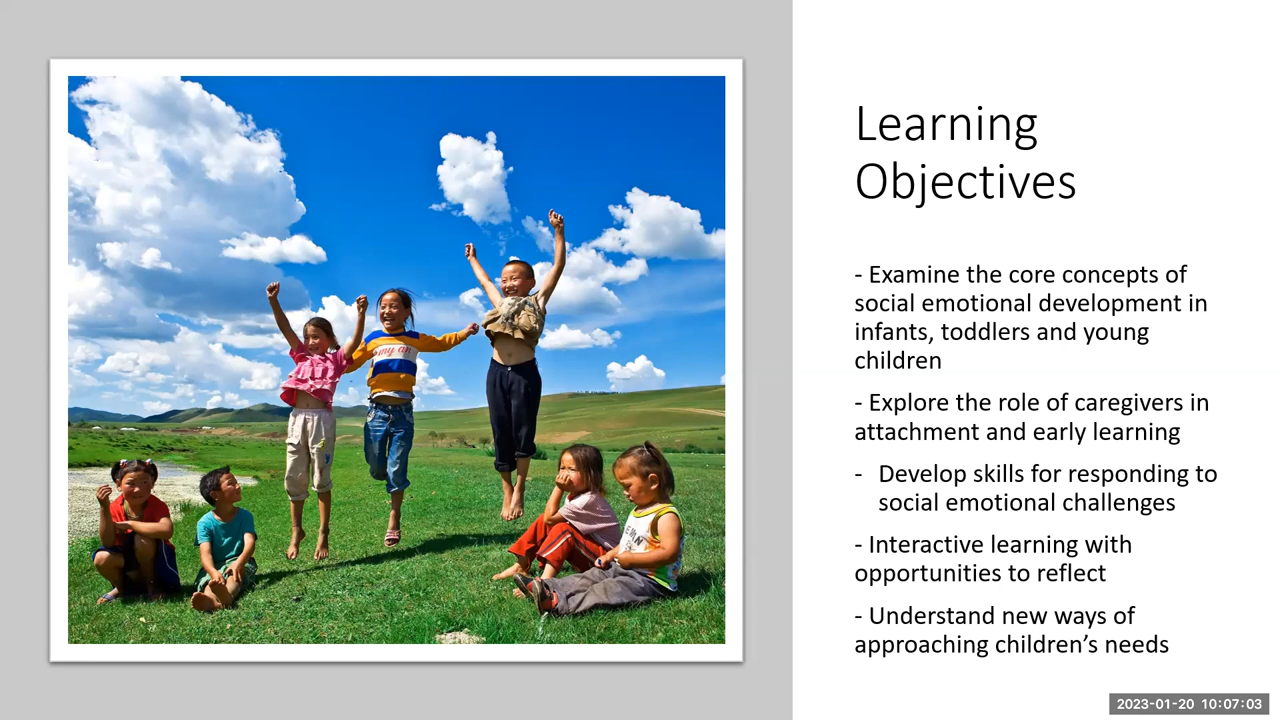 Learning
Objectives
- Examine the core concepts of
social emotional development in
infants, toddlers and young
children
- Explore the role of caregivers in
attachment and early learning
- Develop skills for responding to
social emotional challenges
- Interactive learning with
opportunities to reflect
- Understand new ways of
approaching children’s needs
2023-01-20 10:07:03